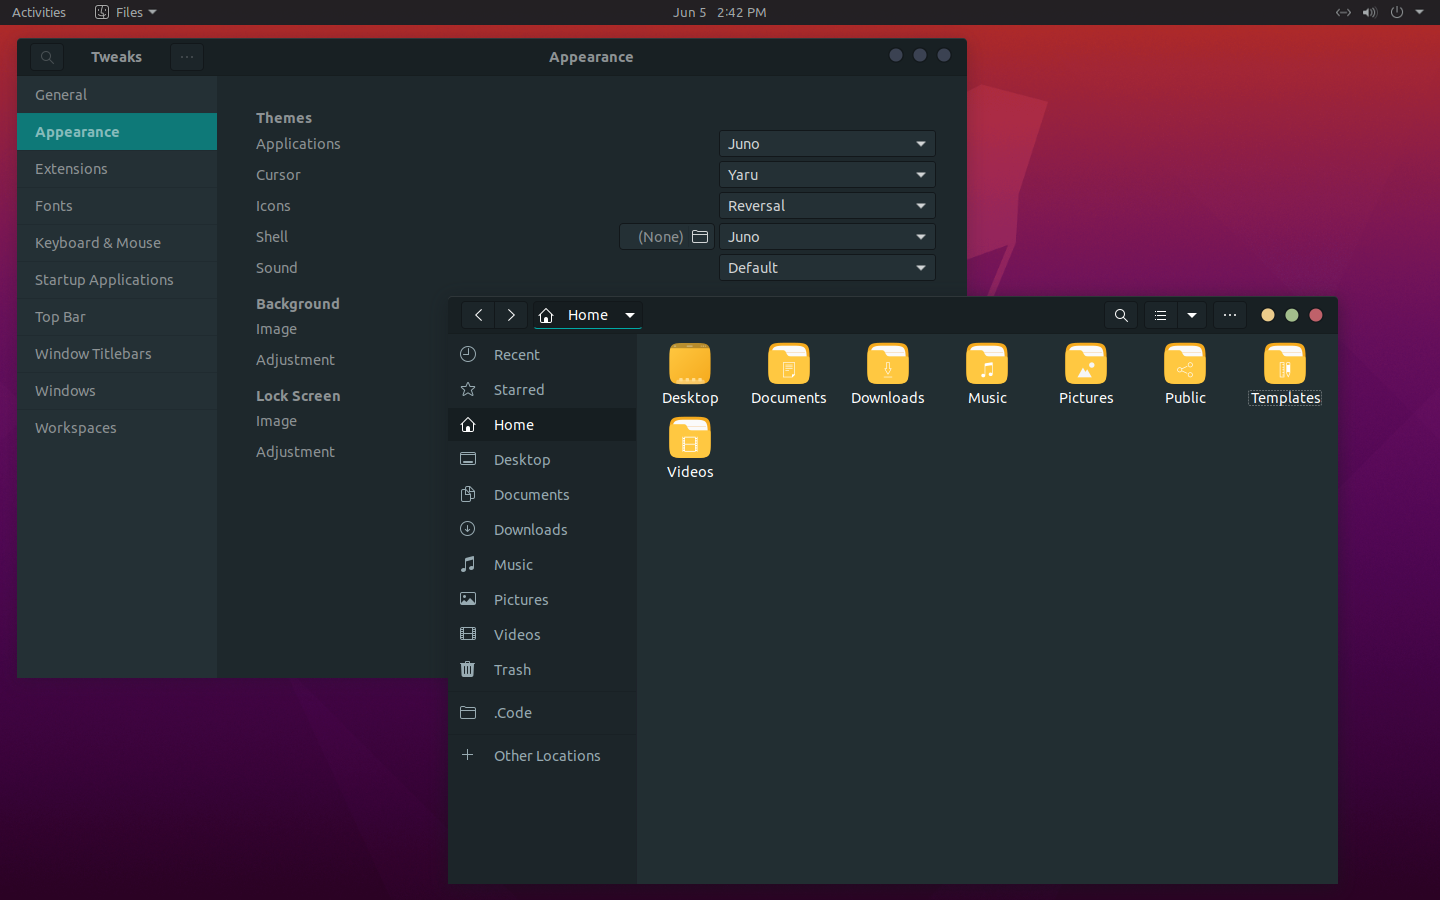 Activities Files Jun 5 2:42 PM
Tweaks Appearance
General
Appearance
Extensions
Fonts
Keyboard & Mouse
Startup Applications
Top Bar
Window Titlebars
Windows
Workspaces
Themes
Applications Juno
Cursor Yaru
Icons Reversal
Shell (None) Juno
Sound Default
Background
Image
Adjustment
Lock Screen
Image
Adjustment
Home
Recent
Starred
Home
Desktop
Documents
Downloads
Music
Pictures
Videos
Trash
.Code
Other Locations
Desktop Documents Downloads Music Pictures Public Templates
Videos